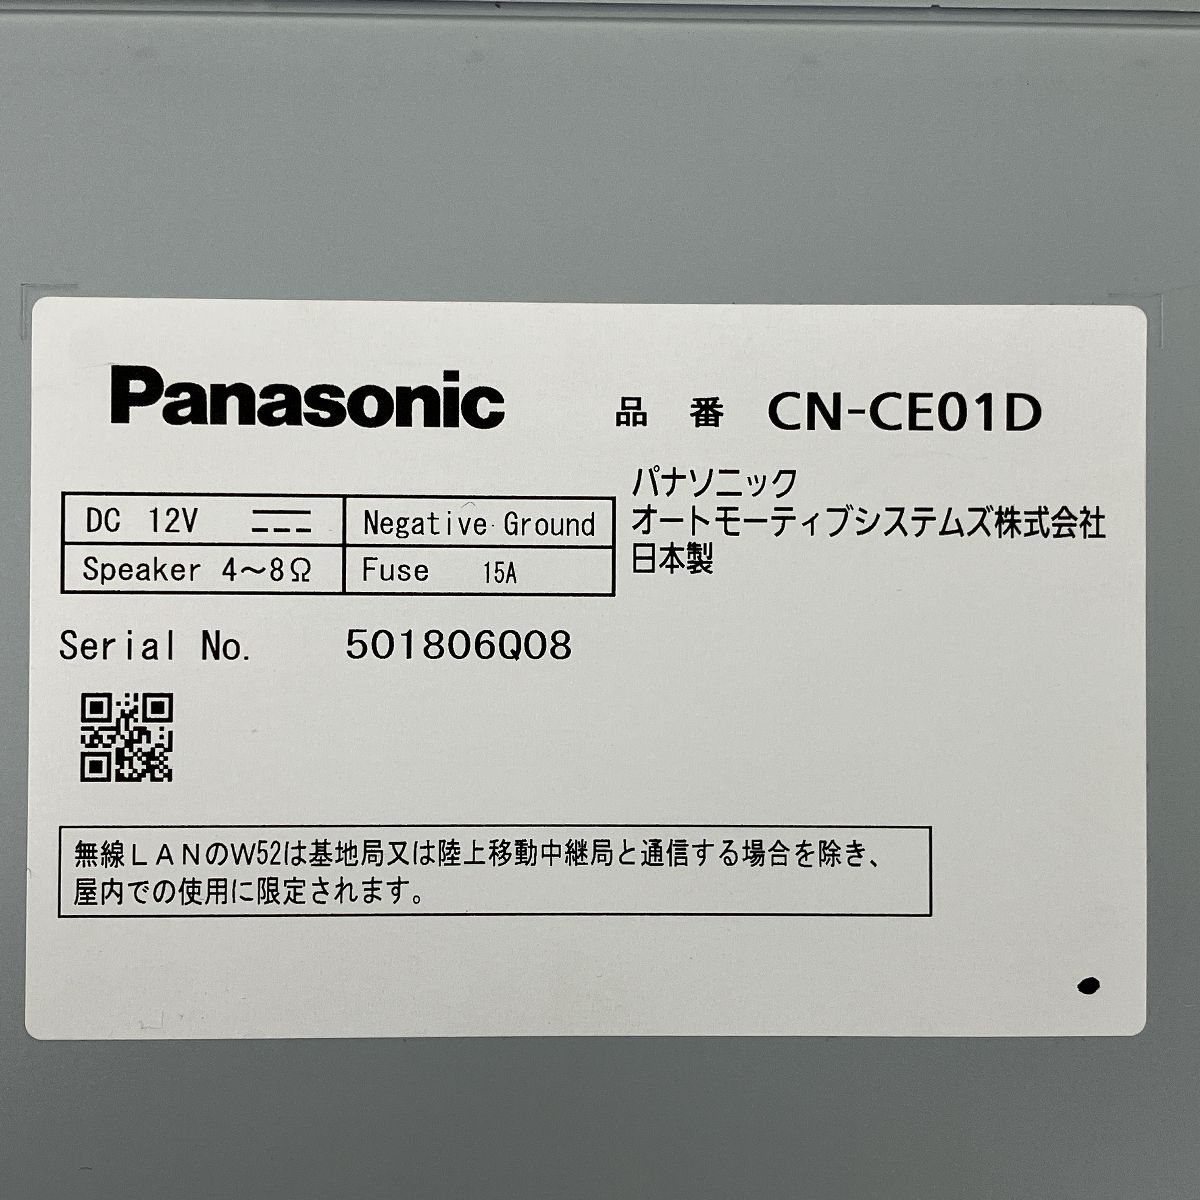 Panasonic 品 番 CN-CE01D
パナソニック
オートモーティブシステムズ株式会社
日本製
DC 12V Negative Ground
Speaker 4～8Ω Fuse 15A
Serial No. 501806Q08
無線ＬＡＮのW52は基地局又は陸上移動中継局と通信する場合を除き、
屋内での使用に限定されます。